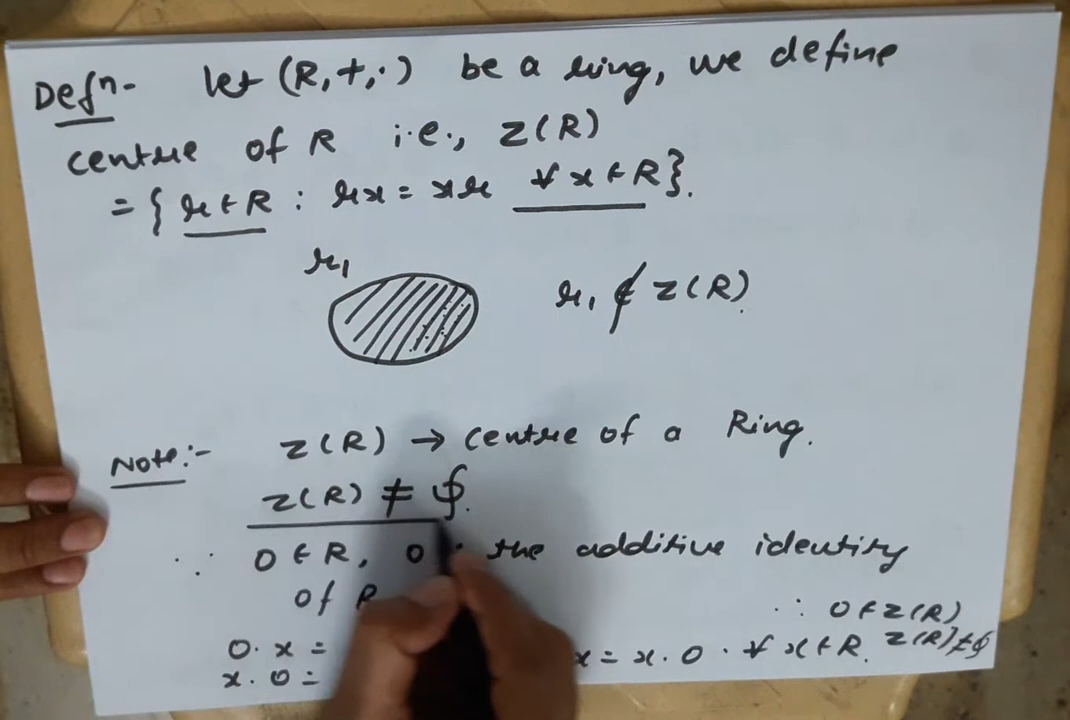 Defn- let (R,+,·) be a ring, we define
centre of R i.e., Z(R)
= { r ∈ R : rx = xr ∀ x ∈ R }.
r₁
r₁ ∉ Z(R).
Note:- Z(R) → centre of a Ring.
Z(R) ≠ ϕ.
∵ 0 ∈ R, 0 : the additive identity
of R
∴ 0 ∈ Z(R)
0·x = x = x·0 · ∀ x ∈ R. Z(R) ≠ ϕ
x·0 =